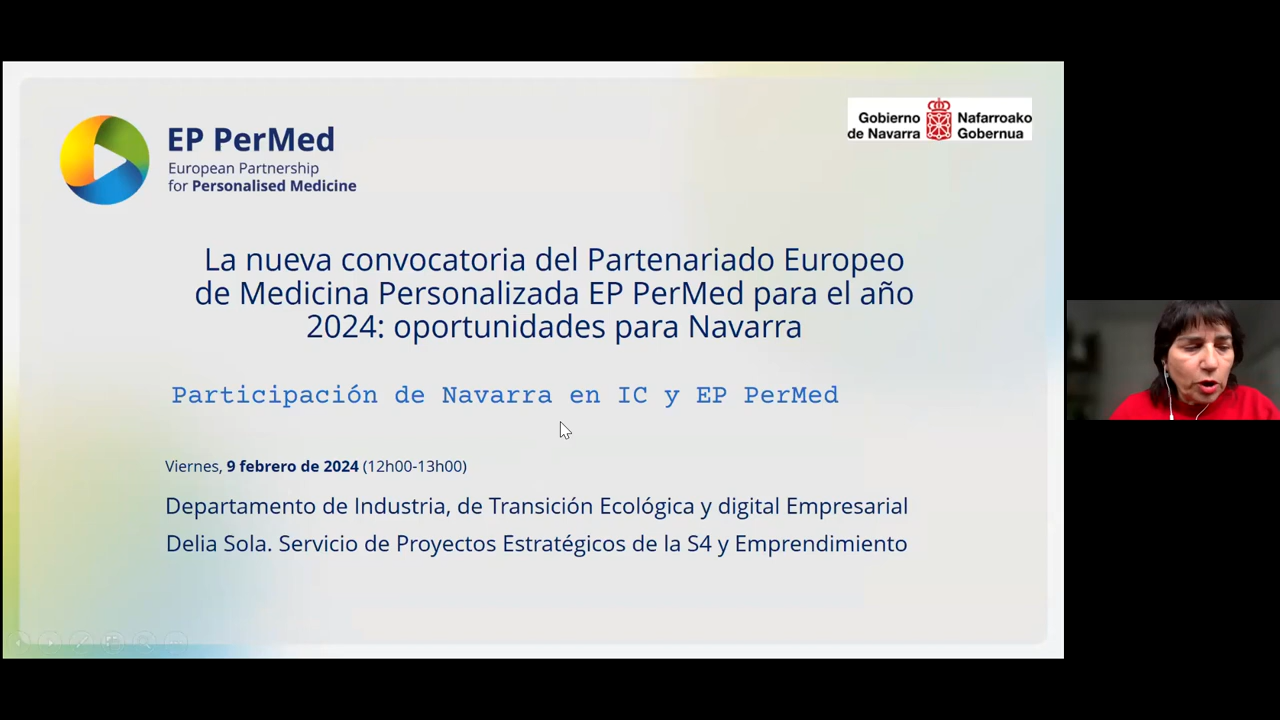 EP PerMed
European Partnership
for Personalised Medicine
Gobierno de Navarra
Nafarroako Gobernua
La nueva convocatoria del Partenariado Europeo
de Medicina Personalizada EP PerMed para el año
2024: oportunidades para Navarra
Participación de Navarra en IC y EP PerMed
Viernes, 9 febrero de 2024 (12h00-13h00)
Departamento de Industria, de Transición Ecológica y digital Empresarial
Delia Sola. Servicio de Proyectos Estratégicos de la S4 y Emprendimiento